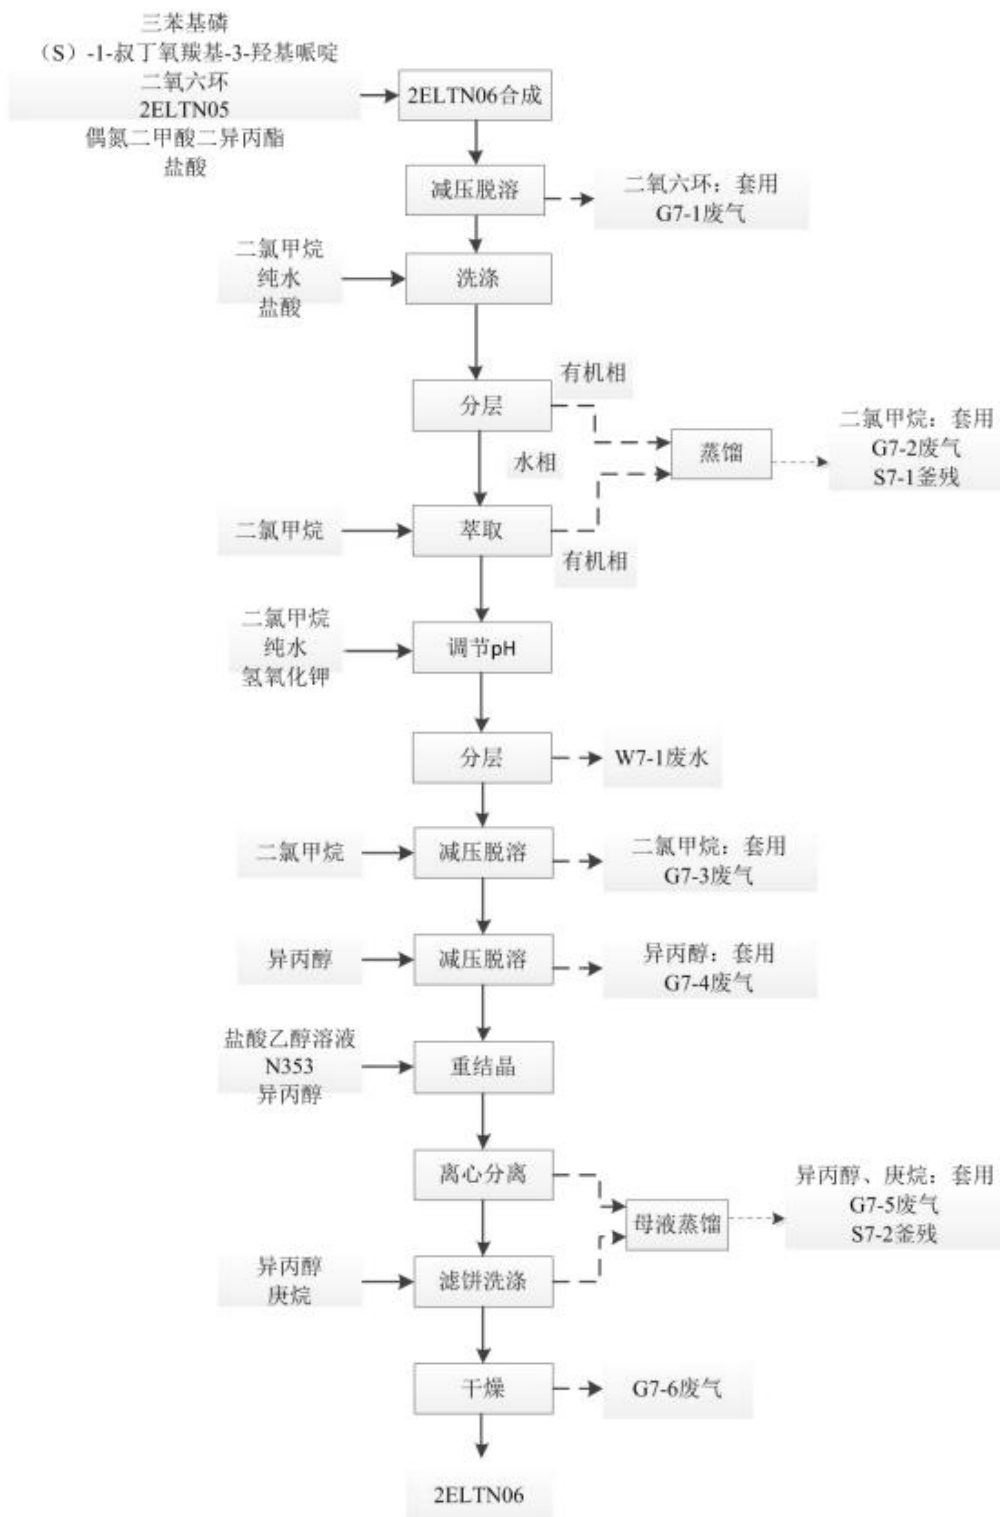 三苯基磷
（S）-1-叔丁氧羰基-3-羟基哌啶
二氧六环
2ELTN05
偶氮二甲酸二异丙酯
盐酸
2ELTN06合成
减压脱溶
二氧六环：套用
G7-1废气
二氯甲烷
纯水
盐酸
洗涤
有机相
分层
水相
蒸馏
二氯甲烷：套用
G7-2废气
S7-1釜残
二氯甲烷
萃取
有机相
二氯甲烷
纯水
氢氧化钾
调节pH
分层
W7-1废水
二氯甲烷
减压脱溶
二氯甲烷：套用
G7-3废气
异丙醇
减压脱溶
异丙醇：套用
G7-4废气
盐酸乙醇溶液
N353
异丙醇
重结晶
离心分离
母液蒸馏
异丙醇、庚烷：套用
G7-5废气
S7-2釜残
异丙醇
庚烷
滤饼洗涤
干燥
G7-6废气
2ELTN06